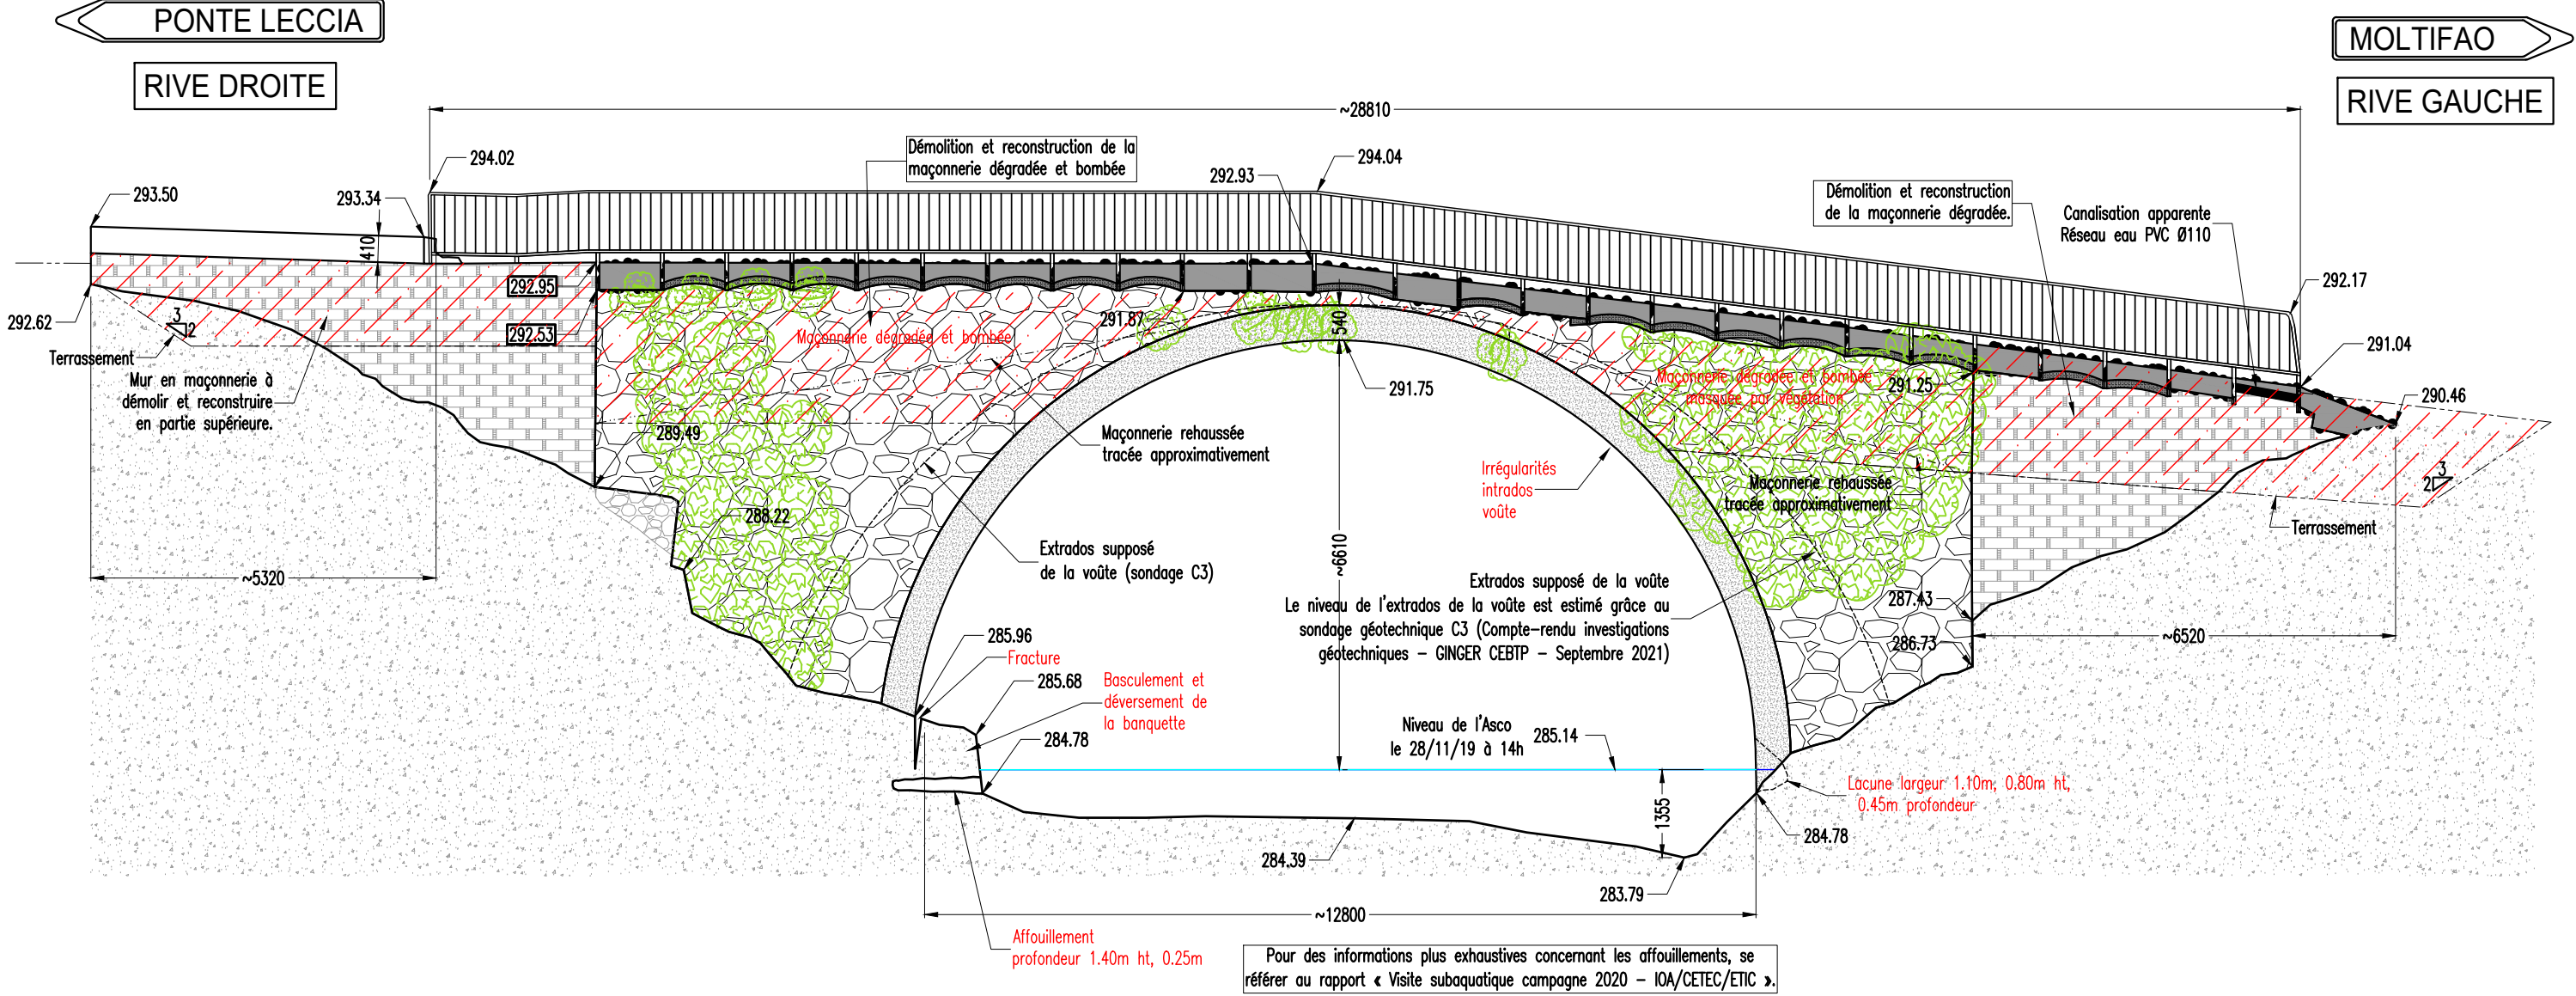 PONTE LECCIA
MOLTIFAO
RIVE DROITE
RIVE GAUCHE
~28810
294.02
Démolition et reconstruction de la
maçonnerie dégradée et bombée
294.04
292.93
293.50
293.34
Démolition et reconstruction
de la maçonnerie dégradée.
Canalisation apparente
Réseau eau PVC Ø110
410
292.95
292.17
292.62
3
2
292.53
291.87
Maçonnerie dégradée et bombée
540
Terrassement
291.04
Mur en maçonnerie à
démolir et reconstruire
en partie supérieure.
291.75
Maçonnerie dégradée et bombée
masquée par végétation
291.25
290.46
289.49
Maçonnerie rehaussée
tracée approximativement
Irrégularités
intrados
voûte
Maçonnerie rehaussée
tracée approximativement
3
2
Terrassement
288.22
Extrados supposé
de la voûte (sondage C3)
~6610
~5320
Extrados supposé de la voûte
Le niveau de l'extrados de la voûte est estimé grâce au
sondage géotechnique C3 (Compte-rendu investigations
géotechniques - GINGER CEBTP - Septembre 2021)
287.43
286.73
~6520
285.96
Fracture
285.68
Basculement et
déversement de
la banquette
284.78
Niveau de l'Asco
le 28/11/19 à 14h
285.14
Lacune largeur 1.10m, 0.80m ht,
0.45m profondeur
1355
284.78
284.39
283.79
~12800
Affouillement
profondeur 1.40m ht, 0.25m
Pour des informations plus exhaustives concernant les affouillements, se
référer au rapport « Visite subaquatique campagne 2020 - IOA/CETEC/ETIC ».